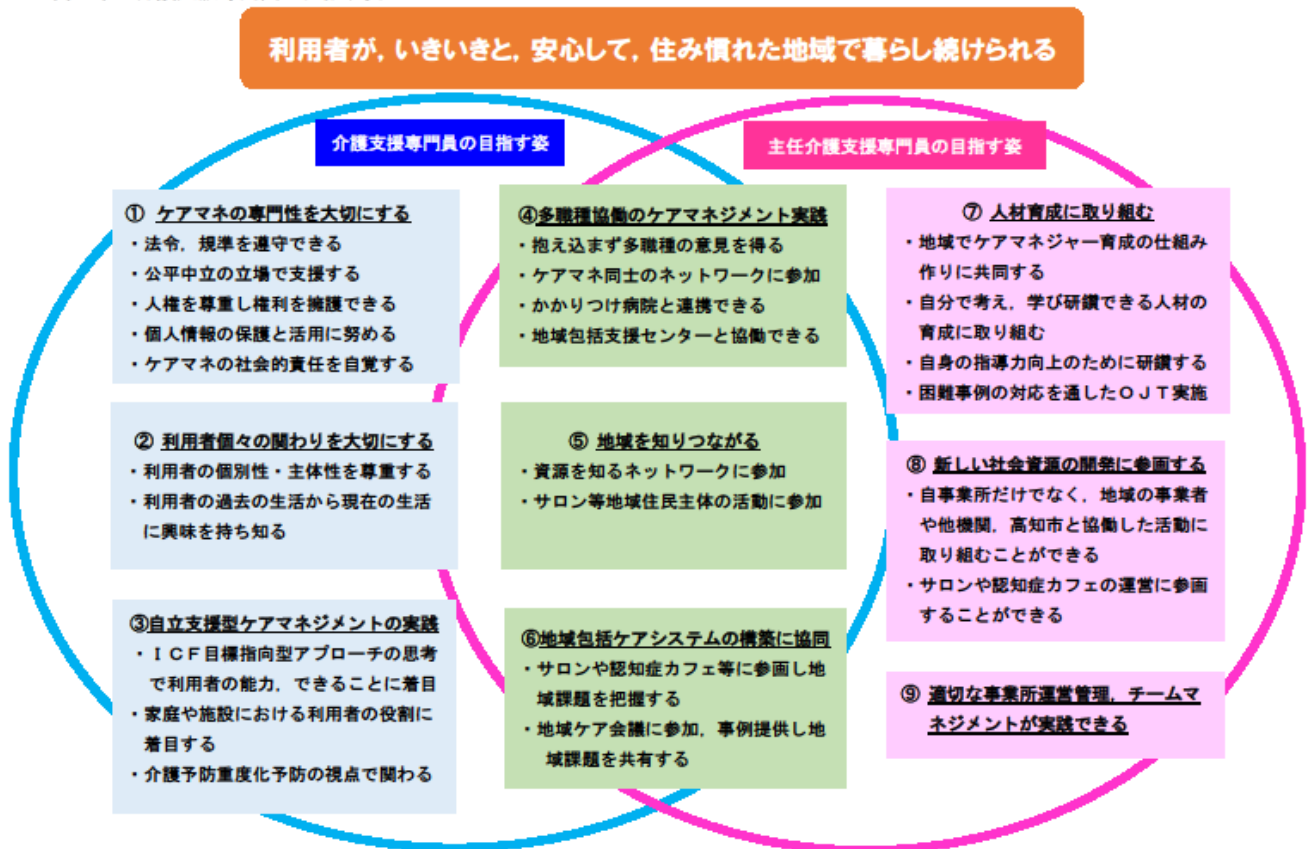 利用者が，いきいきと，安心して，住み慣れた地域で暮らし続けられる
介護支援専門員の目指す姿
主任介護支援専門員の目指す姿
① ケアマネの専門性を大切にする
・法令，規準を遵守できる
・公平中立の立場で支援する
・人権を尊重し権利を擁護できる
・個人情報の保護と活用に努める
・ケアマネの社会的責任を自覚する
② 利用者個々の関わりを大切にする
・利用者の個別性・主体性を尊重する
・利用者の過去の生活から現在の生活
に興味を持ち知る
③自立支援型ケアマネジメントの実践
・ＩＣＦ目標指向型アプローチの思考
で利用者の能力，できることに着目
・家庭や施設における利用者の役割に
着目する
・介護予防重度化予防の視点で関わる
④多職種協働のケアマネジメント実践
・抱え込まず多職種の意見を得る
・ケアマネ同士のネットワークに参加
・かかりつけ病院と連携できる
・地域包括支援センターと協働できる
⑤ 地域を知りつながる
・資源を知るネットワークに参加
・サロン等地域住民主体の活動に参加
⑥地域包括ケアシステムの構築に協同
・サロンや認知症カフェ等に参画し地
域課題を把握する
・地域ケア会議に参加，事例提供し地
域課題を共有する
⑦ 人材育成に取り組む
・地域でケアマネジャー育成の仕組み
作りに共同する
・自分で考え，学び研鑽できる人材の
育成に取り組む
・自身の指導力向上のために研鑽する
・困難事例の対応を通したＯＪＴ実施
⑧ 新しい社会資源の開発に参画する
・自事業所だけでなく，地域の事業者
や他機関，高知市と協働した活動に
取り組むことができる
・サロンや認知症カフェの運営に参画
することができる
⑨ 適切な事業所運営管理，チームマ
ネジメントが実践できる